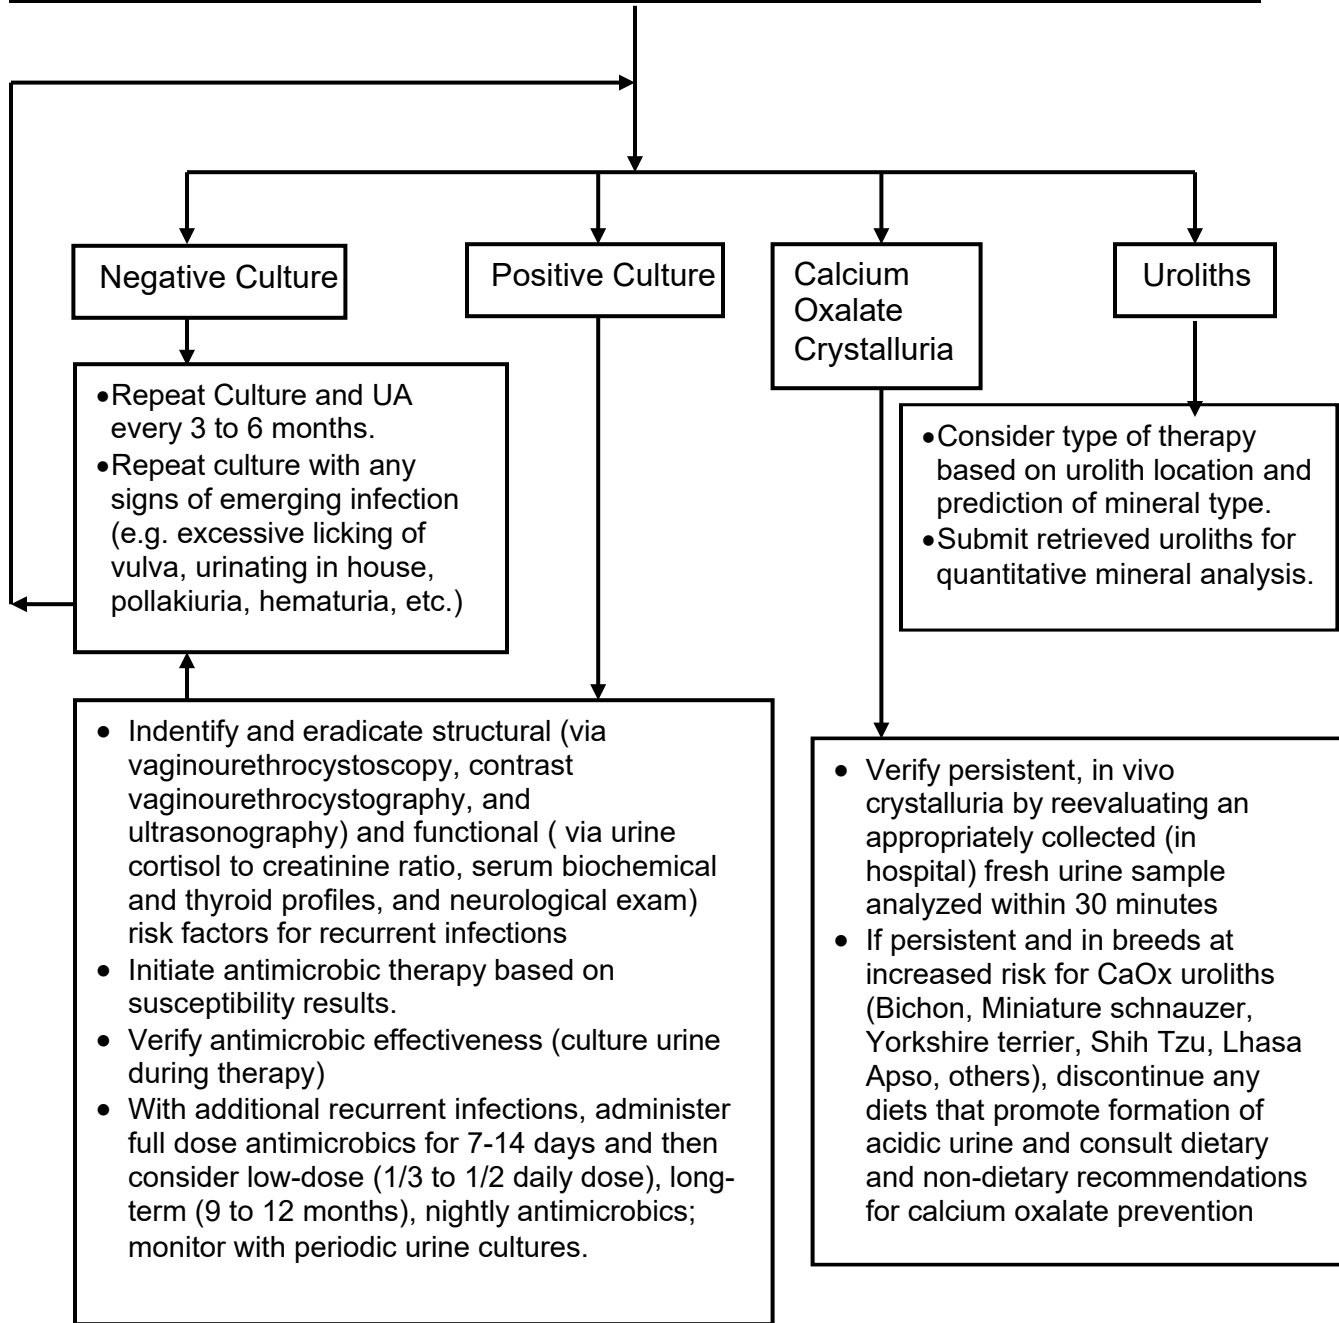 Negative Culture
Positive Culture
Calcium
Oxalate
Crystalluria
Uroliths
•Repeat Culture and UA
every 3 to 6 months.
•Repeat culture with any
signs of emerging infection
(e.g. excessive licking of
vulva, urinating in house,
pollakiuria, hematuria, etc.)
•Consider type of therapy
based on urolith location and
prediction of mineral type.
•Submit retrieved uroliths for
quantitative mineral analysis.
• Indentify and eradicate structural (via
vaginourethrocystoscopy, contrast
vaginourethrocystography, and
ultrasonography) and functional ( via urine
cortisol to creatinine ratio, serum biochemical
and thyroid profiles, and neurological exam)
risk factors for recurrent infections
• Initiate antimicrobic therapy based on
susceptibility results.
• Verify antimicrobic effectiveness (culture urine
during therapy)
• With additional recurrent infections, administer
full dose antimicrobics for 7-14 days and then
consider low-dose (1/3 to 1/2 daily dose), long-
term (9 to 12 months), nightly antimicrobics;
monitor with periodic urine cultures.
• Verify persistent, in vivo
crystalluria by reevaluating an
appropriately collected (in
hospital) fresh urine sample
analyzed within 30 minutes
• If persistent and in breeds at
increased risk for CaOx uroliths
(Bichon, Miniature schnauzer,
Yorkshire terrier, Shih Tzu, Lhasa
Apso, others), discontinue any
diets that promote formation of
acidic urine and consult dietary
and non-dietary recommendations
for calcium oxalate prevention